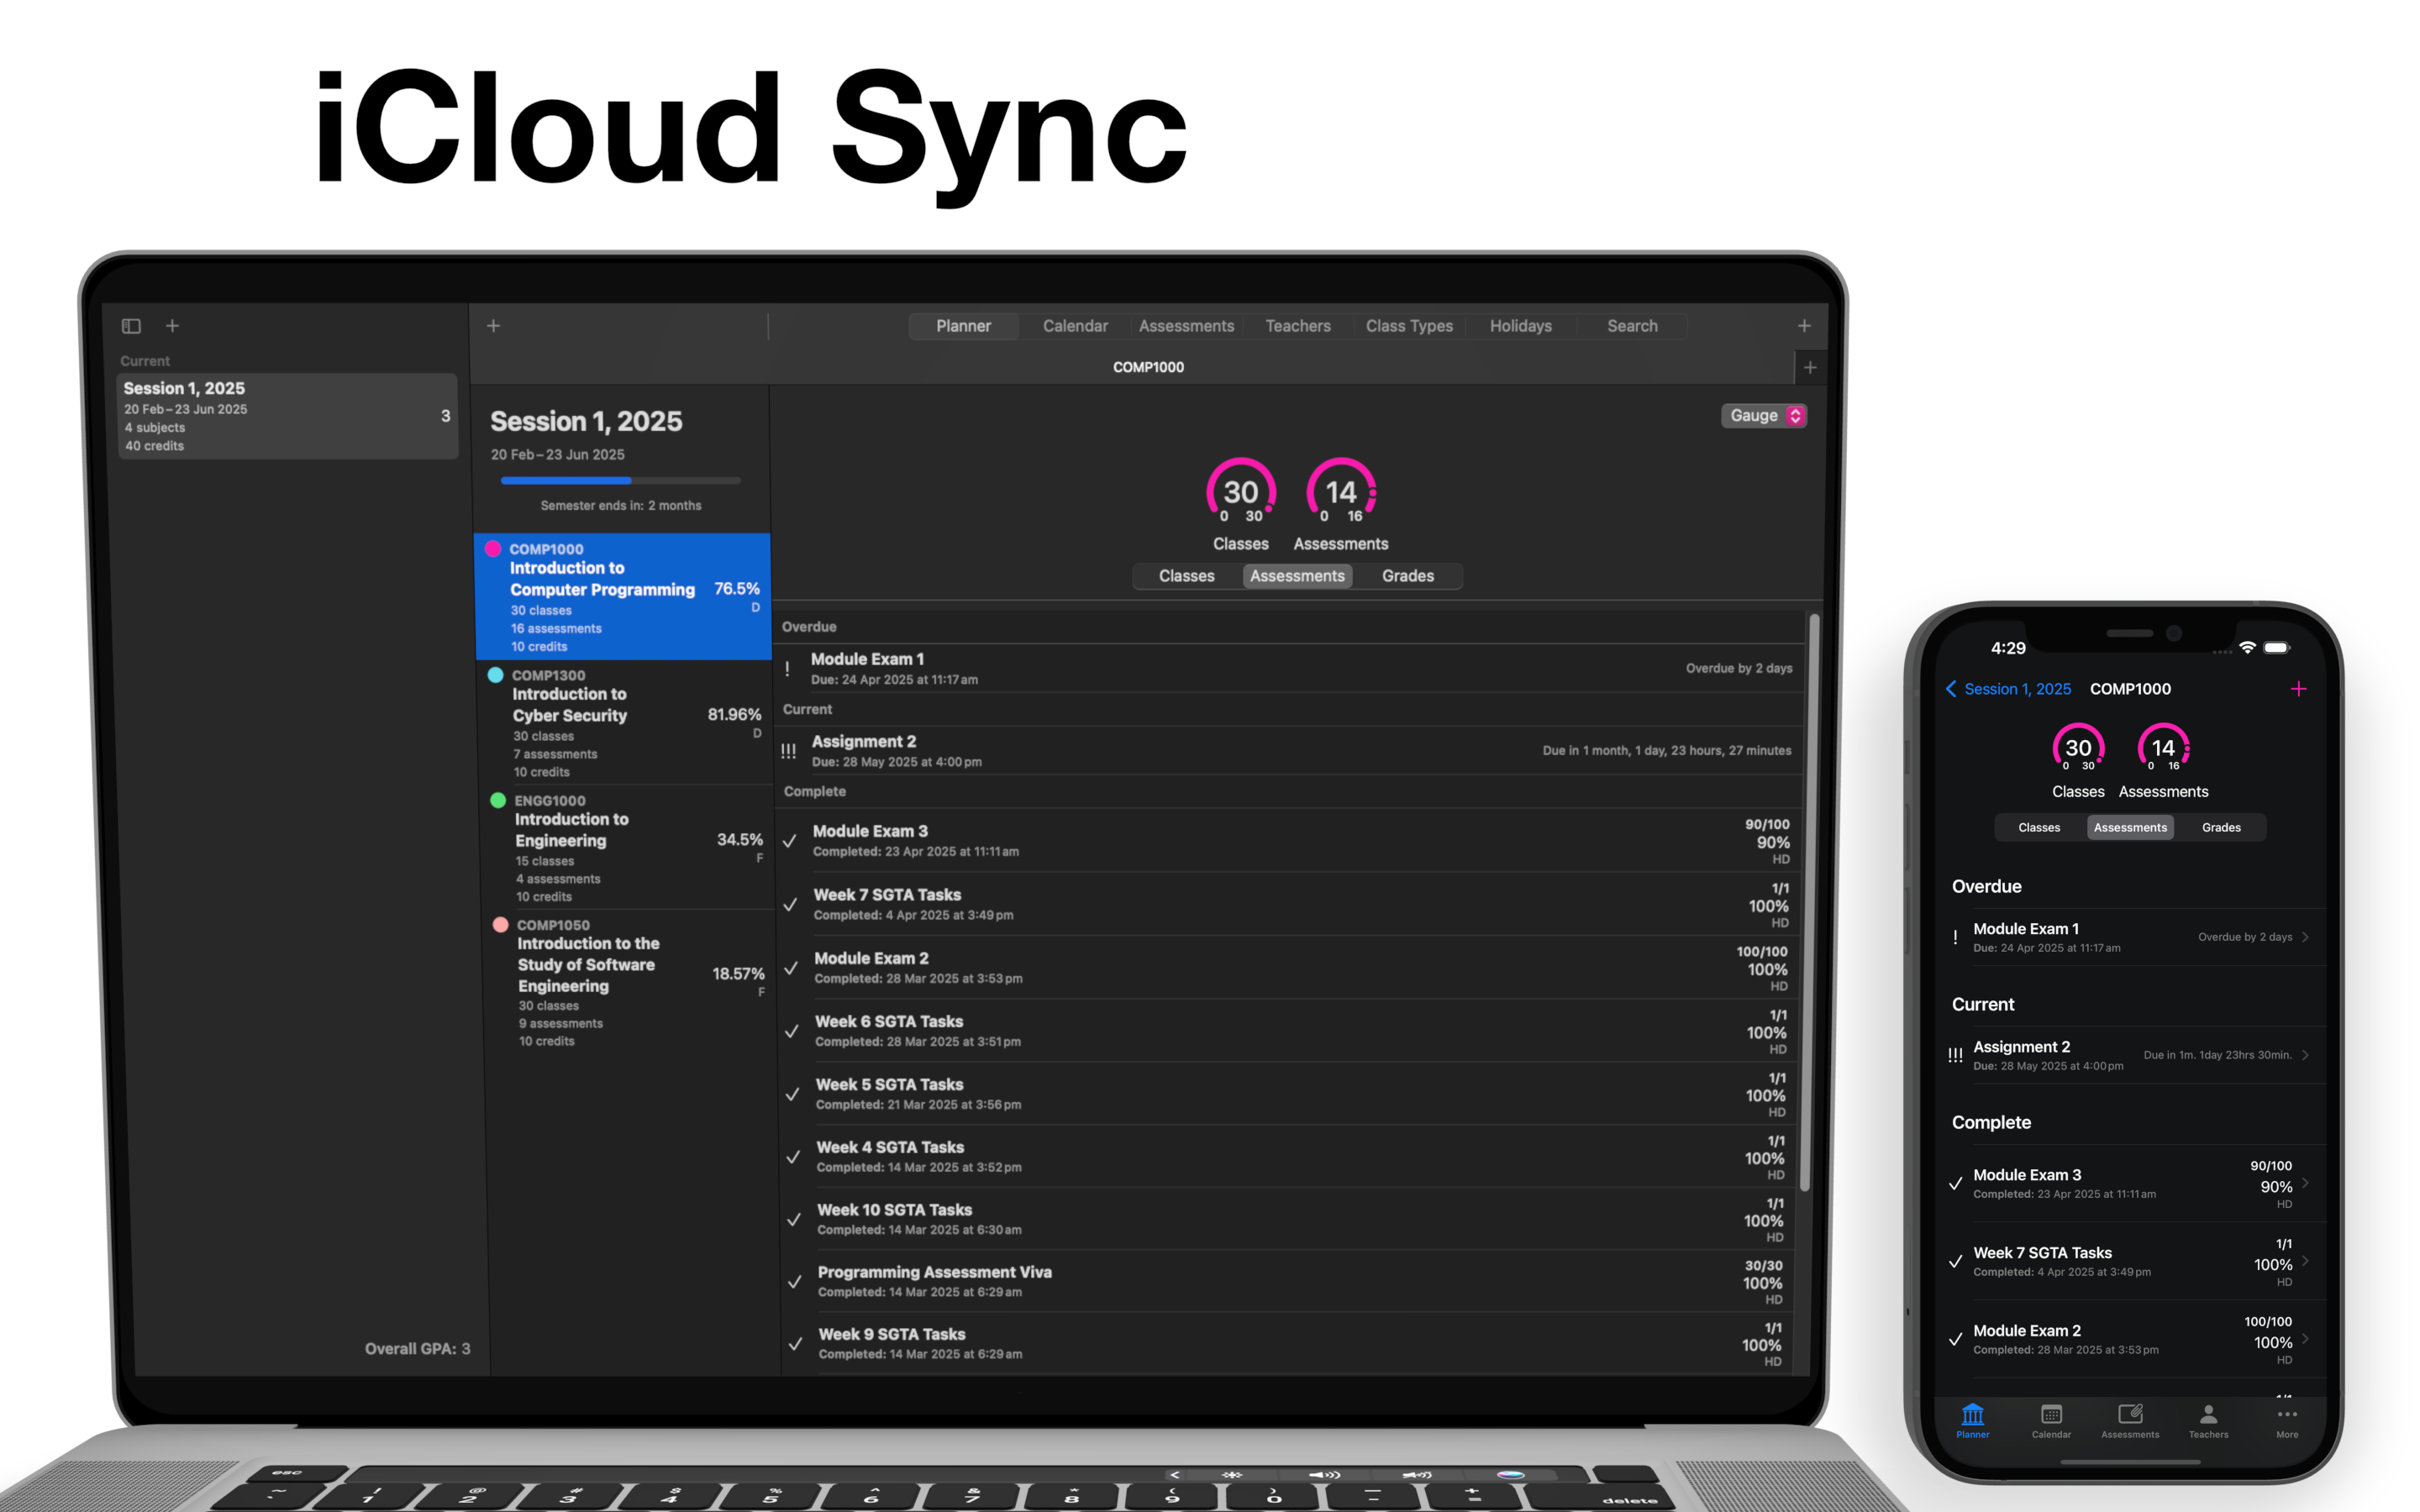 iCloud Sync
Current
Session 1, 2025
20 Feb – 23 Jun 2025
4 subjects
40 credits
3
Overall GPA: 3
Planner
Calendar
Assessments
Teachers
Class Types
Holidays
Search
COMP1000
Session 1, 2025
20 Feb – 23 Jun 2025
Semester ends in: 2 months
COMP1000
Introduction to
Computer Programming
76.5%
D
30 classes
16 assessments
10 credits
COMP1300
Introduction to
Cyber Security
81.96%
D
30 classes
7 assessments
10 credits
ENGG1000
Introduction to
Engineering
34.5%
F
15 classes
4 assessments
10 credits
COMP1050
Introduction to the
Study of Software
Engineering
18.57%
F
30 classes
9 assessments
10 credits
Gauge
30
0 30
Classes
14
0 16
Assessments
Classes
Assessments
Grades
Overdue
! Module Exam 1
Due: 24 Apr 2025 at 11:17 am
Overdue by 2 days
Current
!!! Assignment 2
Due: 28 May 2025 at 4:00 pm
Due in 1 month, 1 day, 23 hours, 27 minutes
Complete
Module Exam 3
Completed: 23 Apr 2025 at 11:11 am
90/100
90%
HD
Week 7 SGTA Tasks
Completed: 4 Apr 2025 at 3:49 pm
1/1
100%
HD
Module Exam 2
Completed: 28 Mar 2025 at 3:53 pm
100/100
100%
HD
Week 6 SGTA Tasks
Completed: 28 Mar 2025 at 3:51 pm
1/1
100%
HD
Week 5 SGTA Tasks
Completed: 21 Mar 2025 at 3:56 pm
1/1
100%
HD
Week 4 SGTA Tasks
Completed: 14 Mar 2025 at 3:52 pm
1/1
100%
HD
Week 10 SGTA Tasks
Completed: 14 Mar 2025 at 6:30 am
1/1
100%
HD
Programming Assessment Viva
Completed: 14 Mar 2025 at 6:29 am
30/30
100%
HD
Week 9 SGTA Tasks
Completed: 14 Mar 2025 at 6:29 am
1/1
100%
HD
esc
~ ! @ # $ % ^ & * ( ) — +
1 2 3 4 5 6 7 8 9 0 - = delete
4:29
Session 1, 2025
COMP1000
30
0 30
Classes
14
0 16
Assessments
Classes
Assessments
Grades
Overdue
! Module Exam 1
Due: 24 Apr 2025 at 11:17 am
Overdue by 2 days
Current
!!! Assignment 2
Due: 28 May 2025 at 4:00 pm
Due in 1m. 1day 23hrs 30min.
Complete
Module Exam 3
Completed: 23 Apr 2025 at 11:11 am
90/100
90%
HD
Week 7 SGTA Tasks
Completed: 4 Apr 2025 at 3:49 pm
1/1
100%
HD
Module Exam 2
Completed: 28 Mar 2025 at 3:53 pm
100/100
100%
HD
Planner
Calendar
Assessments
Teachers
More